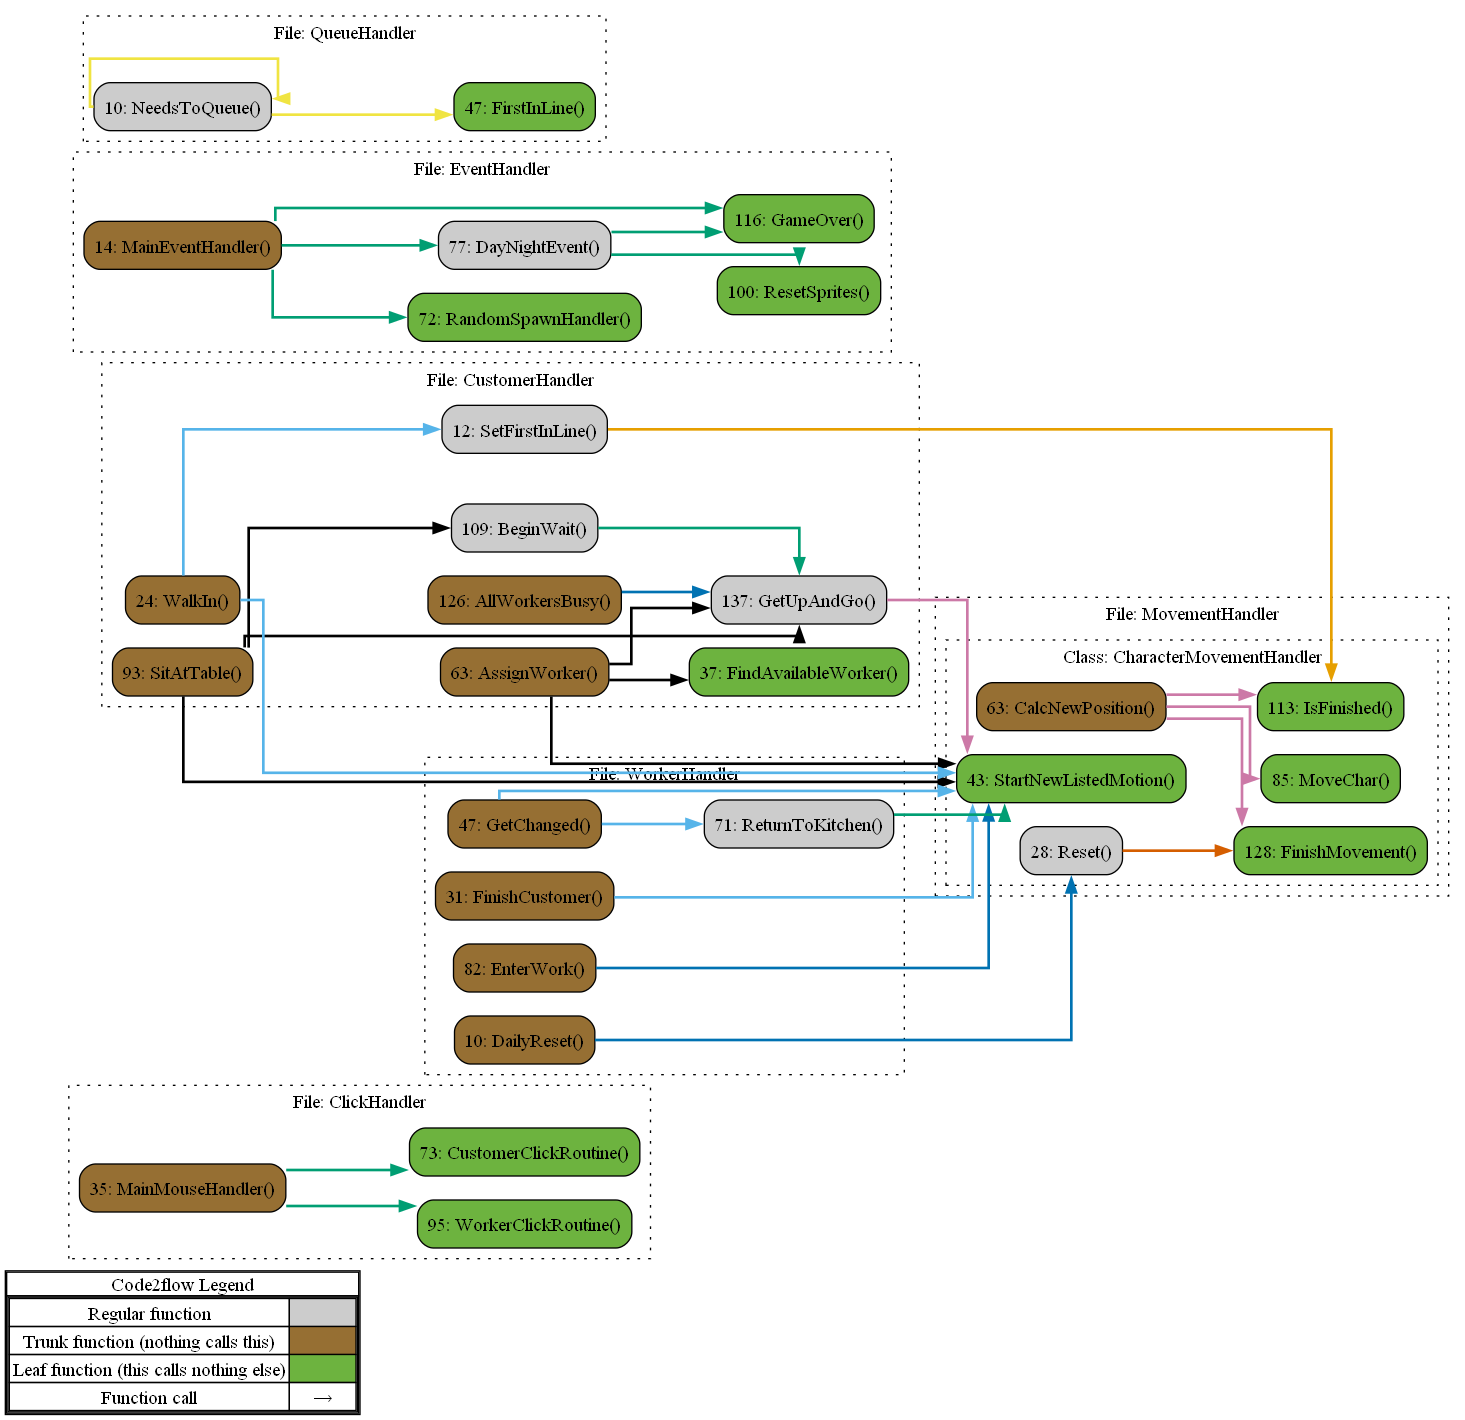 File: QueueHandler
10: NeedsToQueue()
47: FirstInLine()
File: EventHandler
116: GameOver()
14: MainEventHandler()
77: DayNightEvent()
100: ResetSprites()
72: RandomSpawnHandler()
File: CustomerHandler
12: SetFirstInLine()
109: BeginWait()
24: WalkIn()
126: AllWorkersBusy()
137: GetUpAndGo()
93: SitAtTable()
63: AssignWorker()
37: FindAvailableWorker()
File: MovementHandler
Class: CharacterMovementHandler
63: CalcNewPosition()
113: IsFinished()
43: StartNewListedMotion()
85: MoveChar()
28: Reset()
128: FinishMovement()
File: WorkerHandler
47: GetChanged()
71: ReturnToKitchen()
31: FinishCustomer()
82: EnterWork()
10: DailyReset()
File: ClickHandler
73: CustomerClickRoutine()
35: MainMouseHandler()
95: WorkerClickRoutine()
Code2flow Legend
Regular function
Trunk function (nothing calls this)
Leaf function (this calls nothing else)
Function call →